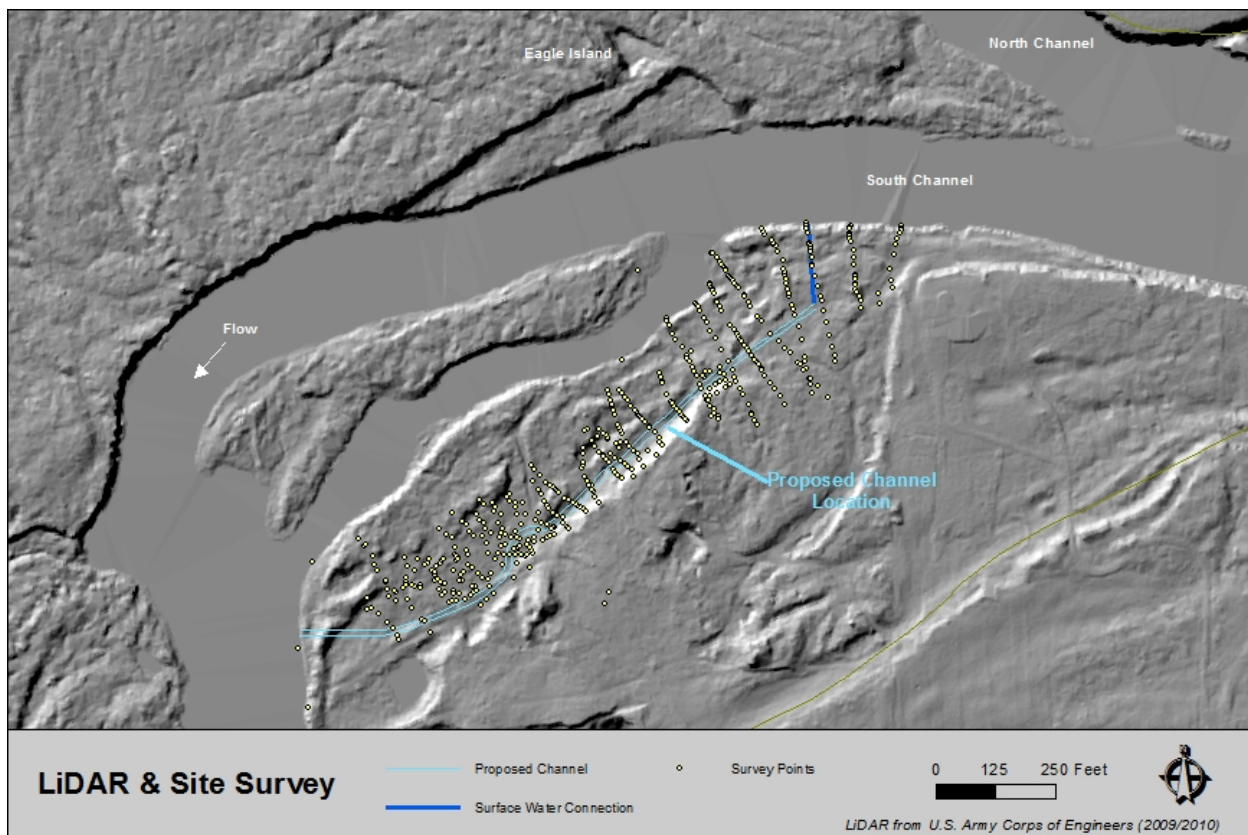 Eagle Island
North Channel
South Channel
Flow
Proposed Channel
Location
LiDAR & Site Survey
Proposed Channel
Survey Points
Surface Water Connection
0 125 250 Feet
N
LiDAR from U.S. Army Corps of Engineers (2009/2010)